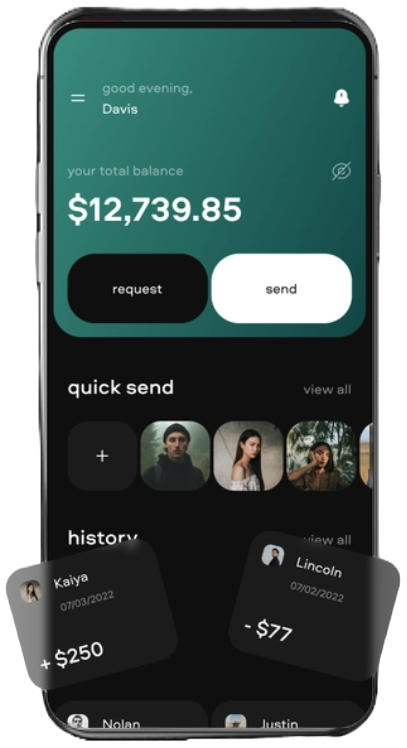 good evening,
Davis
your total balance
$12,739.85
request
send
quick send
view all
+
history
view all
Kaiya
07/03/2022
+ $250
Lincoln
07/02/2022
- $77
Nolan
Justin